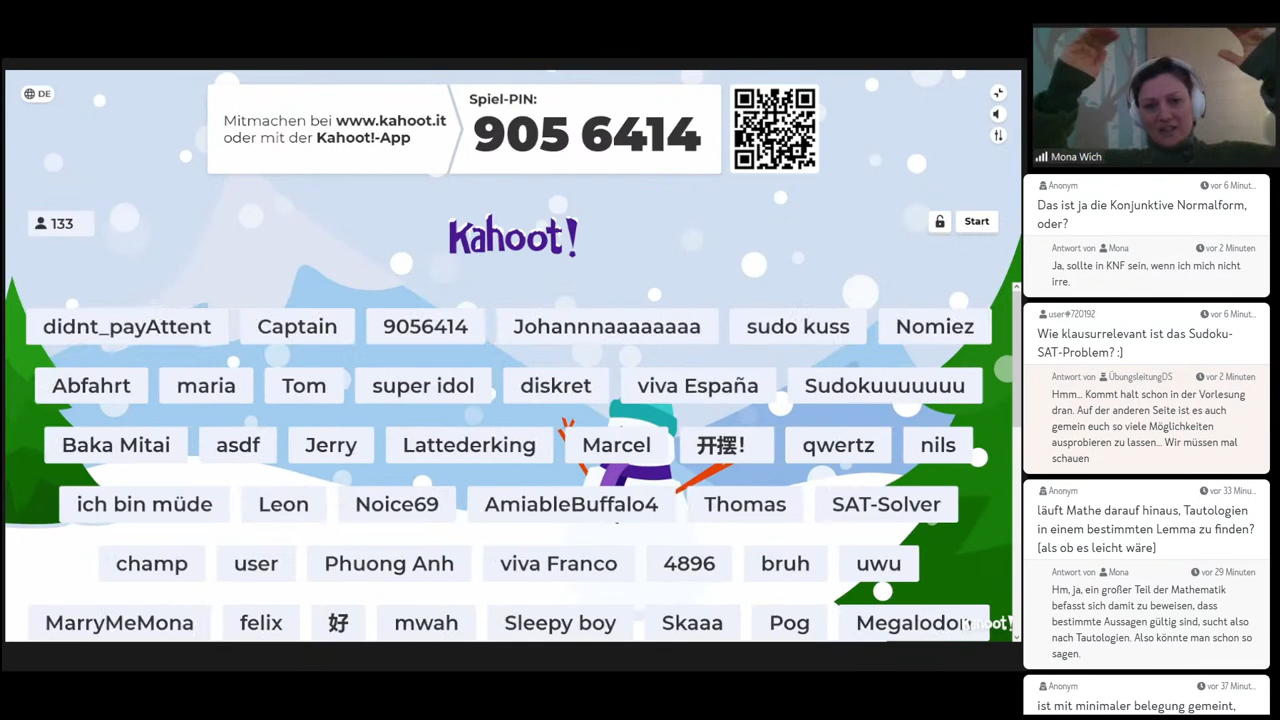 DE
Mitmachen bei www.kahoot.it
oder mit der Kahoot!-App
Spiel-PIN:
905 6414
133
Kahoot!
Start
didnt_payAttent Captain 9056414 Johannnaaaaaaaa sudo kuss Nomiez
Abfahrt maria Tom super idol diskret viva España Sudokuuuuuuu
Baka Mitai asdf Jerry Lattederking Marcel 开摆！ qwertz nils
ich bin müde Leon Noice69 AmiableBuffalo4 Thomas SAT-Solver
champ user Phuong Anh viva Franco 4896 bruh uwu
MarryMeMona felix 好 mwah Sleepy boy Skaaa Pog Megalodon
Kahoot!
Mona Wich
Anonym vor 6 Minut...
Das ist ja die Konjunktive Normalform,
oder?
Antwort von Mona vor 2 Minuten
Ja, sollte in KNF sein, wenn ich mich nicht
irre.
user#720192 vor 6 Minut...
Wie klausurrelevant ist das Sudoku-
SAT-Problem? :)
Antwort von ÜbungsleitungDS vor 2 Minuten
Hmm... Kommt halt schon in der Vorlesung
dran. Auf der anderen Seite ist es auch
gemein euch so viele Möglichkeiten
ausprobieren zu lassen... Wir müssen mal
schauen
Anonym vor 33 Minu...
läuft Mathe darauf hinaus, Tautologien
in einem bestimmten Lemma zu finden?
[als ob es leicht wäre]
Antwort von Mona vor 29 Minuten
Hm, ja, ein großer Teil der Mathematik
befasst sich damit zu beweisen, dass
bestimmte Aussagen gültig sind, sucht also
nach Tautologien. Also könnte man schon so
sagen.
Anonym vor 37 Minut...
ist mit minimaler belegung gemeint,